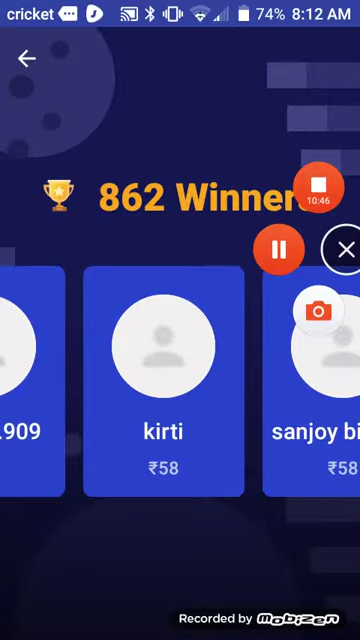 cricket 74% 8:12 AM
862 Winners
10:46
.909 kirti sanjoy bi
₹58 ₹58
Recorded by Mobizen